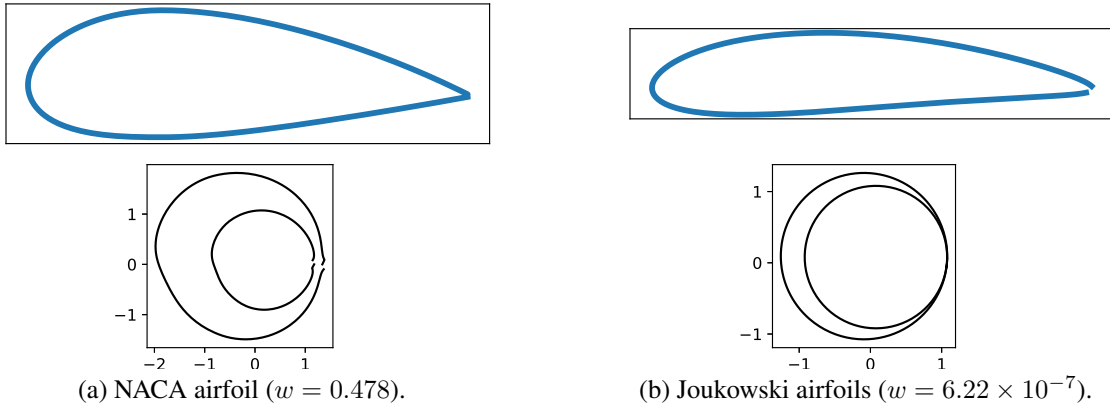 1
0
−1
−2 −1 0 1
(a) NACA airfoil (w = 0.478).
1
0
−1
−1 0 1
(b) Joukowski airfoils (w = 6.22 × 10⁻⁷).